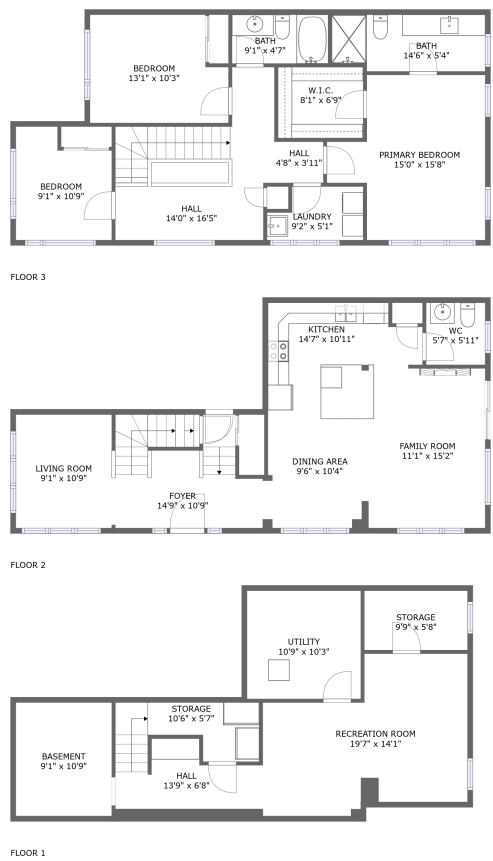 BATH
9'1" x 4'7"
BATH
14'6" x 5'4"
BEDROOM
13'1" x 10'3"
W.I.C.
8'1" x 6'9"
HALL
4'8" x 3'11"
PRIMARY BEDROOM
15'0" x 15'8"
BEDROOM
9'1" x 10'9"
HALL
14'0" x 16'5"
LAUNDRY
9'2" x 5'1"
FLOOR 3
KITCHEN
14'7" x 10'11"
WC
5'7" x 5'11"
FAMILY ROOM
11'1" x 15'2"
LIVING ROOM
9'1" x 10'9"
DINING AREA
9'6" x 10'4"
FOYER
14'9" x 10'9"
FLOOR 2
STORAGE
9'9" x 5'8"
UTILITY
10'9" x 10'3"
STORAGE
10'6" x 5'7"
RECREATION ROOM
19'7" x 14'1"
BASEMENT
9'1" x 10'9"
HALL
13'9" x 6'8"
FLOOR 1